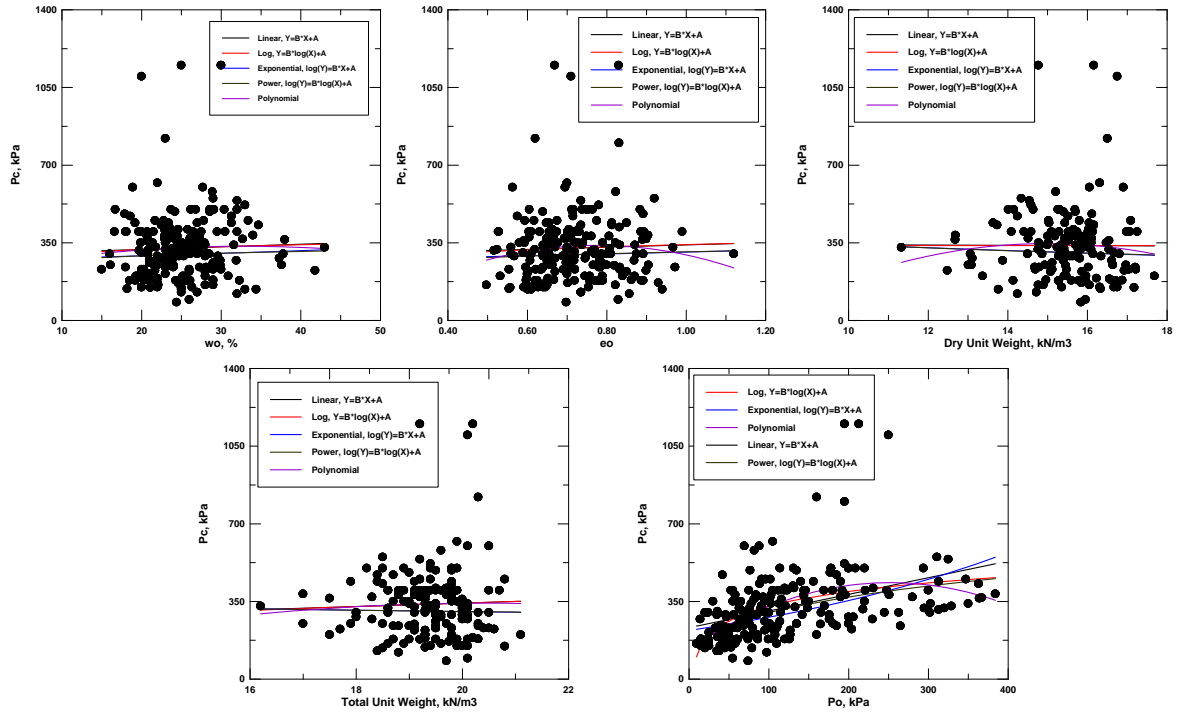 1400
1050
700
350
0
Pc, kPa
10 20 30 40 50
wo, %
Linear, Y=B*X+A
Log, Y=B*log(X)+A
Exponential, log(Y)=B*X+A
Power, log(Y)=B*log(X)+A
Polynomial
1400
1050
700
350
0
Pc, kPa
0.40 0.60 0.80 1.00 1.20
eo
Linear, Y=B*X+A
Log, Y=B*log(X)+A
Exponential, log(Y)=B*X+A
Power, log(Y)=B*log(X)+A
Polynomial
1400
1050
700
350
0
Pc, kPa
10 12 14 16 18
Dry Unit Weight, kN/m3
Linear, Y=B*X+A
Log, Y=B*log(X)+A
Exponential, log(Y)=B*X+A
Power, log(Y)=B*log(X)+A
Polynomial
1400
1050
700
350
0
Pc, kPa
16 18 20 22
Total Unit Weight, kN/m3
Linear, Y=B*X+A
Log, Y=B*log(X)+A
Exponential, log(Y)=B*X+A
Power, log(Y)=B*log(X)+A
Polynomial
1400
1050
700
350
0
Pc, kPa
0 100 200 300 400
Po, kPa
Log, Y=B*log(X)+A
Exponential, log(Y)=B*X+A
Polynomial
Linear, Y=B*X+A
Power, log(Y)=B*log(X)+A